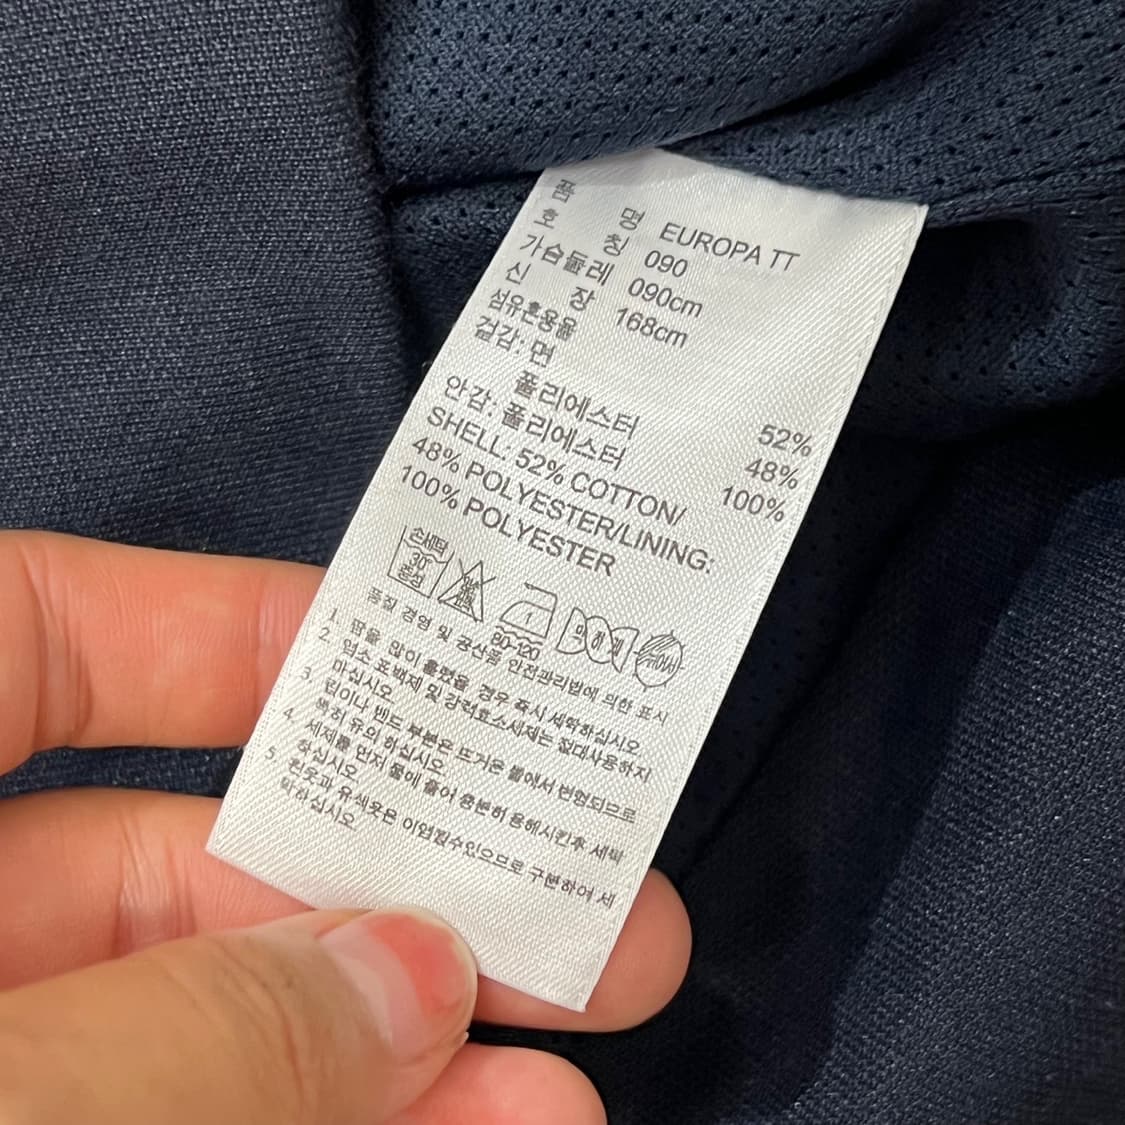 품 명 EUROPA TT
호 칭 090
가슴둘레 090cm
신 장 168cm
섬유혼용율
겉감: 면 52%
폴리에스터 48%
안감: 폴리에스터 100%
SHELL: 52% COTTON/
48% POLYESTER/LINING:
100% POLYESTER
손세탁
30°
중성
80-120
품질 경영 및 공산품 안전관리법에 의한 표시
1. 땀을 많이 흘렸을 경우 즉시 세탁하십시오
2. 염소 표백제 및 강력효소세제는 절대사용하지
마십시오
3. 립이나 밴드 부분은 뜨거운 물에서 변형되므로
특히 유의 하십시오
4. 세제를 먼저 물에 풀어 충분히 용해시킨후 세탁
하십시오
5. 흰옷과 유색옷은 이염될수있으므로 구분하여 세
탁하십시오.